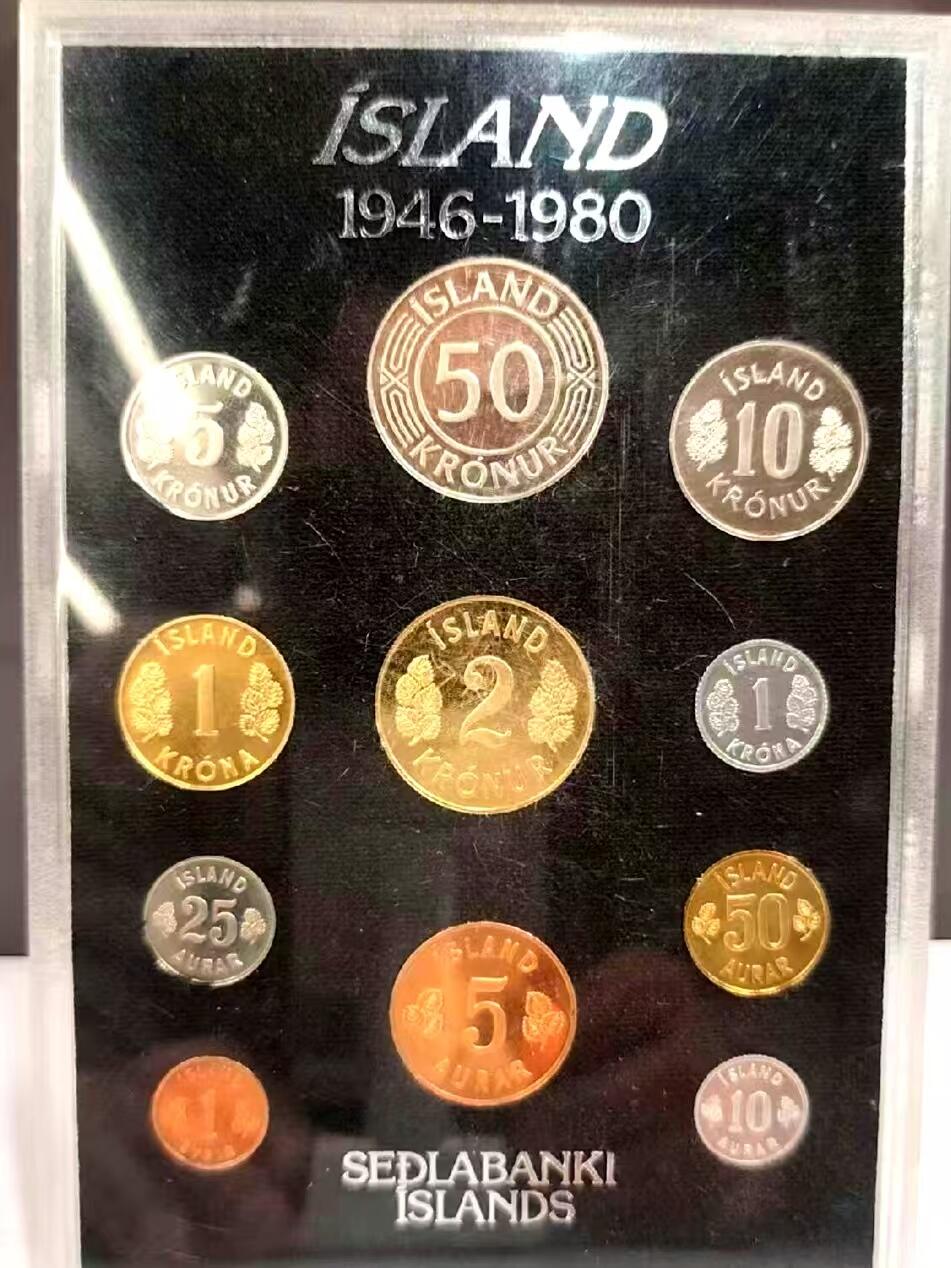 ÍSLAND
1946-1980
ÍSLAND
50
KRÓNUR
ÍSLAND
5
KRÓNUR
ÍSLAND
10
KRÓNUR
ÍSLAND
1
KRÓNA
ÍSLAND
2
KRÓNUR
ÍSLAND
1
KRÓNA
ÍSLAND
25
AURAR
ÍSLAND
50
AURAR
ÍSLAND
5
AURAR
1
ÍSLAND
10
AURAR
SEÐLABANKI
ÍSLANDS